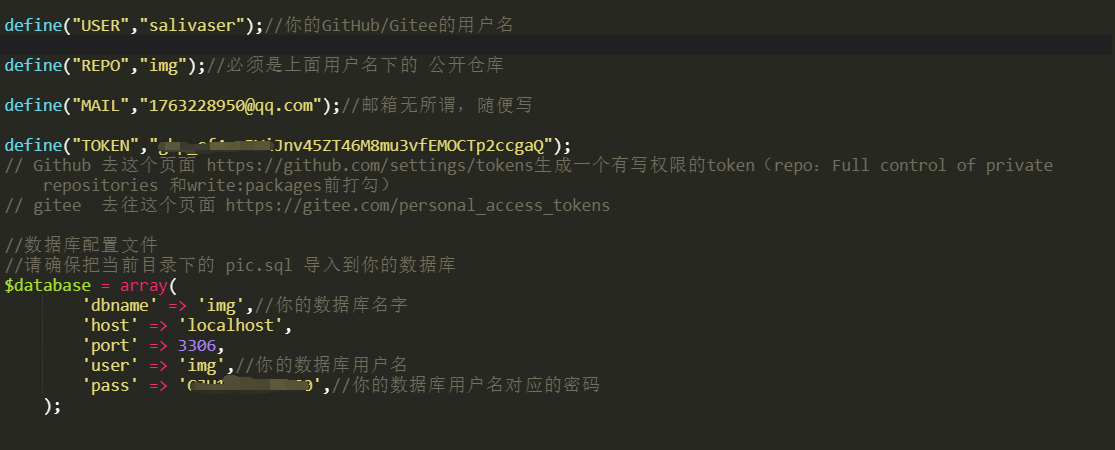 define("USER","salivaser");//你的GitHub/Gitee的用户名
define("REPO","img");//必须是上面用户名下的 公开仓库
define("MAIL","1763228950@qq.com");//邮箱无所谓，随便写
define("TOKEN","Jnv45ZT46M8mu3vfEMOCTp2ccgaQ");
// Github 去这个页面 https://github.com/settings/tokens生成一个有写权限的token（repo：Full control of private
repositories 和write:packages前打勾）
// gitee  去往这个页面 https://gitee.com/personal_access_tokens
//数据库配置文件
//请确保把当前目录下的 pic.sql 导入到你的数据库
$database = array(
'dbname' => 'img',//你的数据库名字
'host' => 'localhost',
'port' => 3306,
'user' => 'img',//你的数据库用户名
'pass' => '',//你的数据库用户名对应的密码
);